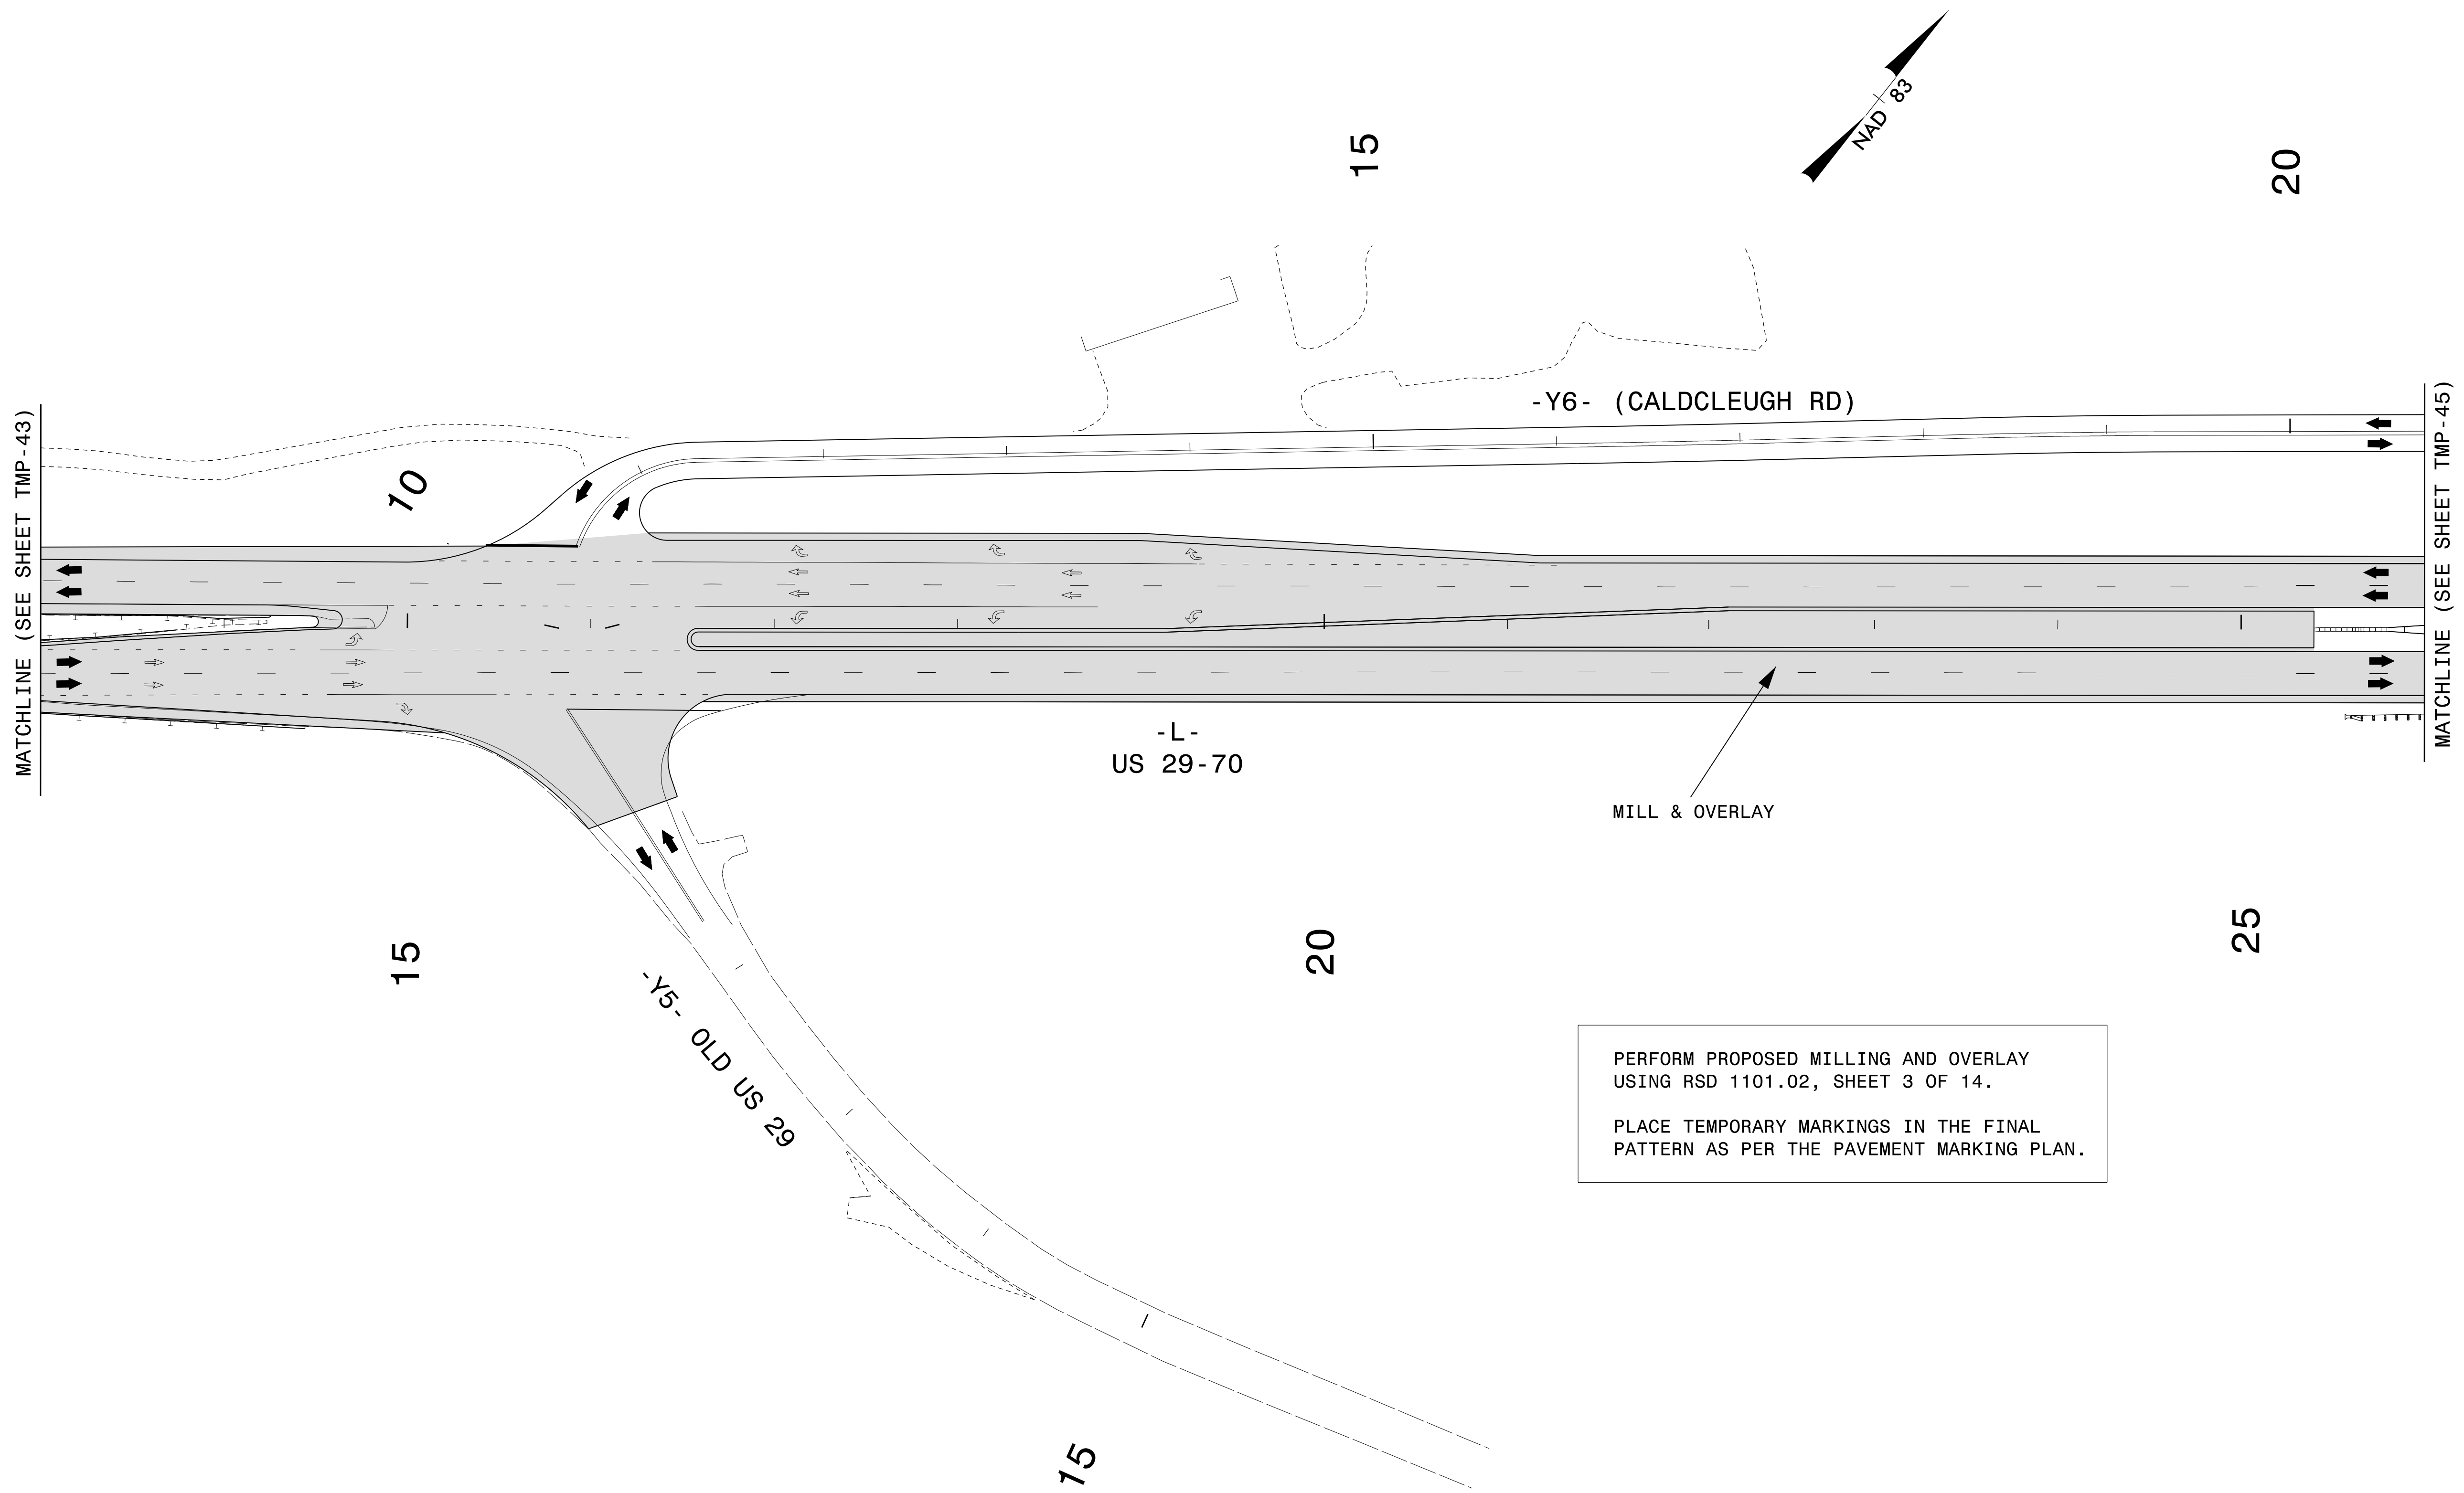 NAD 83
15
20
-Y6- (CALDCLEUGH RD)
MATCHLINE (SEE SHEET TMP-43)
10
MATCHLINE (SEE SHEET TMP-45)
-L-
US 29-70
MILL & OVERLAY
15
20
25
-Y5- OLD US 29
PERFORM PROPOSED MILLING AND OVERLAY
USING RSD 1101.02, SHEET 3 OF 14.
PLACE TEMPORARY MARKINGS IN THE FINAL
PATTERN AS PER THE PAVEMENT MARKING PLAN.
15